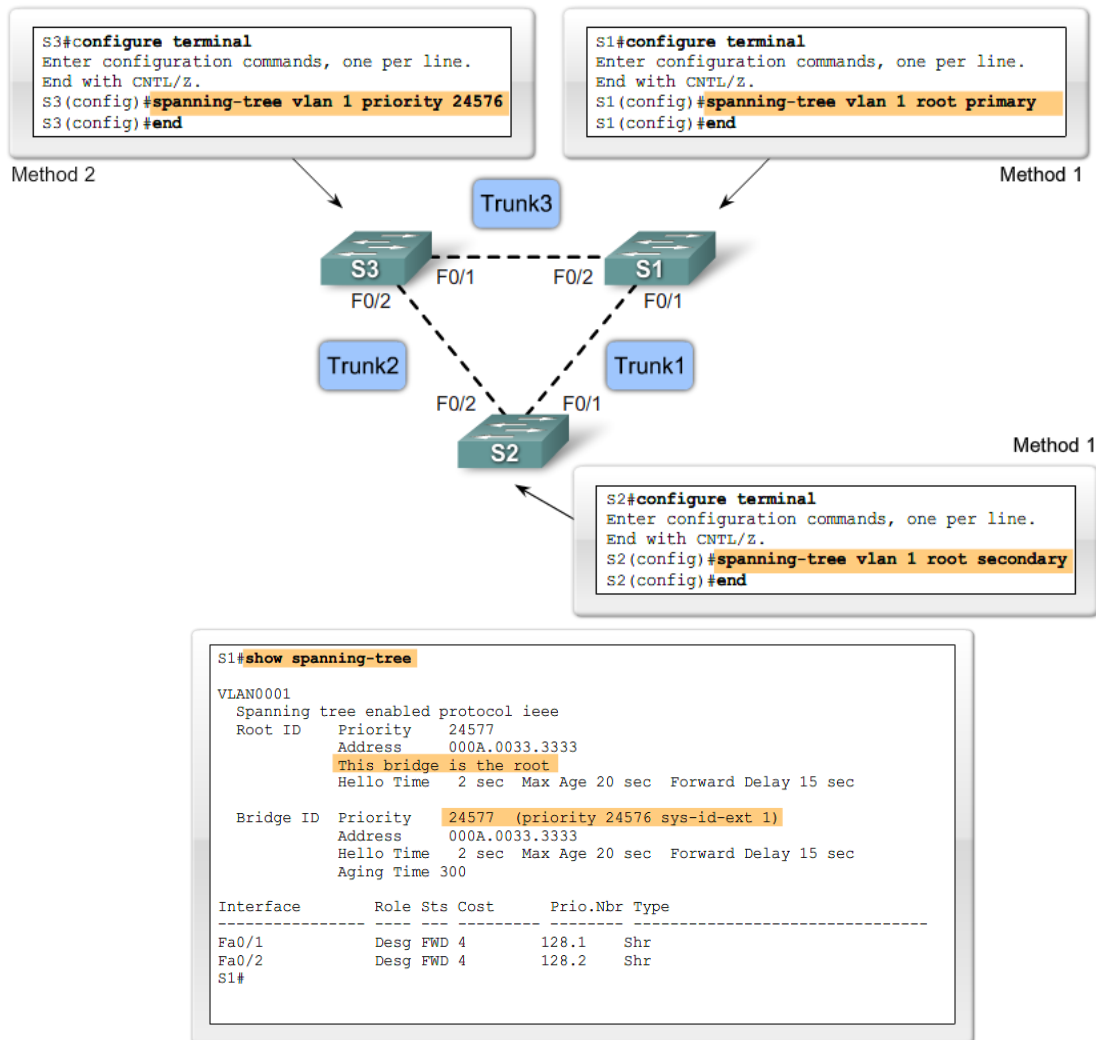 S3#configure terminal
Enter configuration commands, one per line.
End with CNTL/Z.
S3(config)#spanning-tree vlan 1 priority 24576
S3(config)#end
Method 2
S1#configure terminal
Enter configuration commands, one per line.
End with CNTL/Z.
S1(config)#spanning-tree vlan 1 root primary
S1(config)#end
Method 1
Trunk3
S3
F0/1
F0/2
S1
F0/2
F0/1
Trunk2
Trunk1
F0/2
F0/1
S2
Method 1
S2#configure terminal
Enter configuration commands, one per line.
End with CNTL/Z.
S2(config)#spanning-tree vlan 1 root secondary
S2(config)#end
S1#show spanning-tree
VLAN0001
Spanning tree enabled protocol ieee
Root ID Priority 24577
Address 000A.0033.3333
This bridge is the root
Hello Time 2 sec Max Age 20 sec Forward Delay 15 sec
Bridge ID Priority 24577 (priority 24576 sys-id-ext 1)
Address 000A.0033.3333
Hello Time 2 sec Max Age 20 sec Forward Delay 15 sec
Aging Time 300
Interface Role Sts Cost Prio.Nbr Type
---------------- ---- --- --------- -------- --------------------------------
Fa0/1 Desg FWD 4 128.1 Shr
Fa0/2 Desg FWD 4 128.2 Shr
S1#